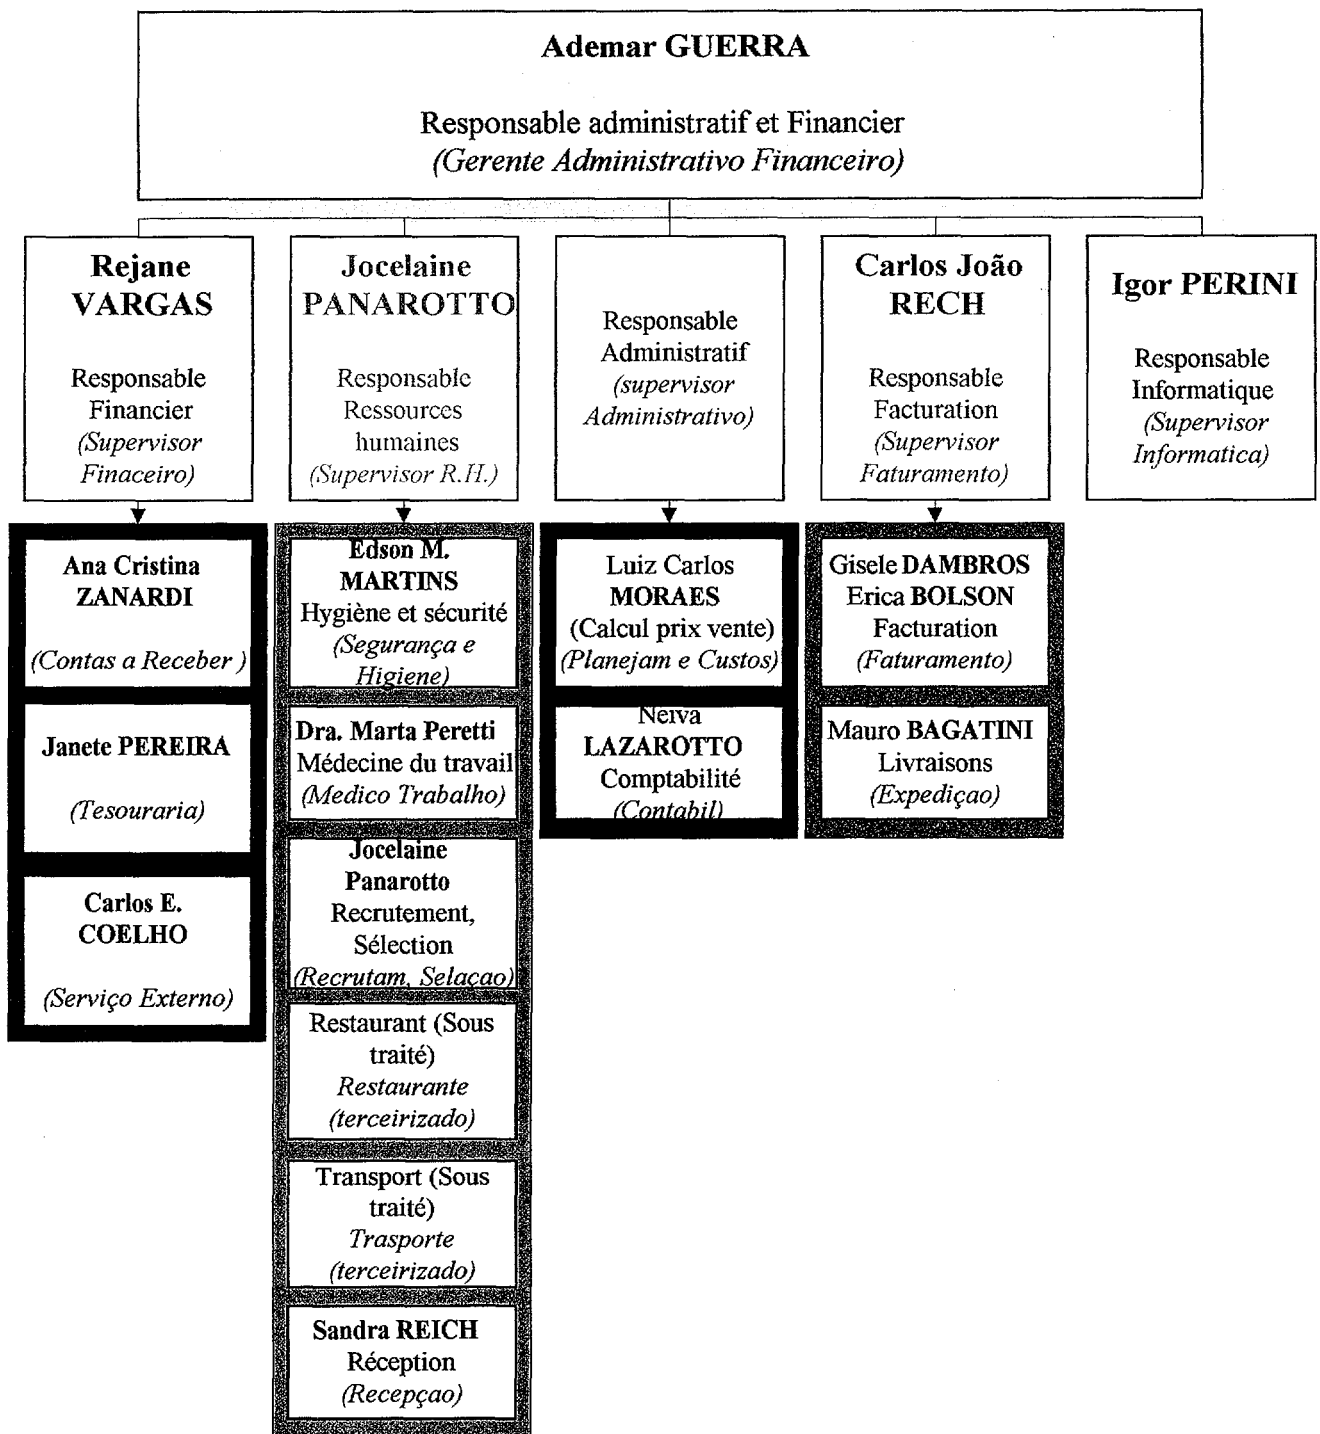 Ademar GUERRA
Responsable administratif et Financier
(Gerente Administrativo Financeiro)
Rejane
VARGAS
Responsable
Financier
(Supervisor
Finaceiro)
Jocelaine
PANAROTTO
Responsable
Ressources
humaines
(Supervisor R.H.)
Responsable
Administratif
(supervisor
Administrativo)
Carlos João
RECH
Responsable
Facturation
(Supervisor
Faturamento)
Igor PERINI
Responsable
Informatique
(Supervisor
Informatica)
Ana Cristina
ZANARDI
(Contas a Receber )
Janete PEREIRA
(Tesouraria)
Carlos E.
COELHO
(Serviço Externo)
Edson M.
MARTINS
Hygiène et sécurité
(Segurança e
Higiene)
Dra. Marta Peretti
Médecine du travail
(Medico Trabalho)
Jocelaine
Panarotto
Recrutement,
Sélection
(Recrutam, Selaçao)
Restaurant (Sous
traité)
Restaurante
(terceirizado)
Transport (Sous
traité)
Trasporte
(terceirizado)
Sandra REICH
Réception
(Recepçao)
Luiz Carlos
MORAES
(Calcul prix vente)
(Planejam e Custos)
Neiva
LAZAROTTO
Comptabilité
(Contabil)
Gisele DAMBROS
Erica BOLSON
Facturation
(Faturamento)
Mauro BAGATINI
Livraisons
(Expediçao)